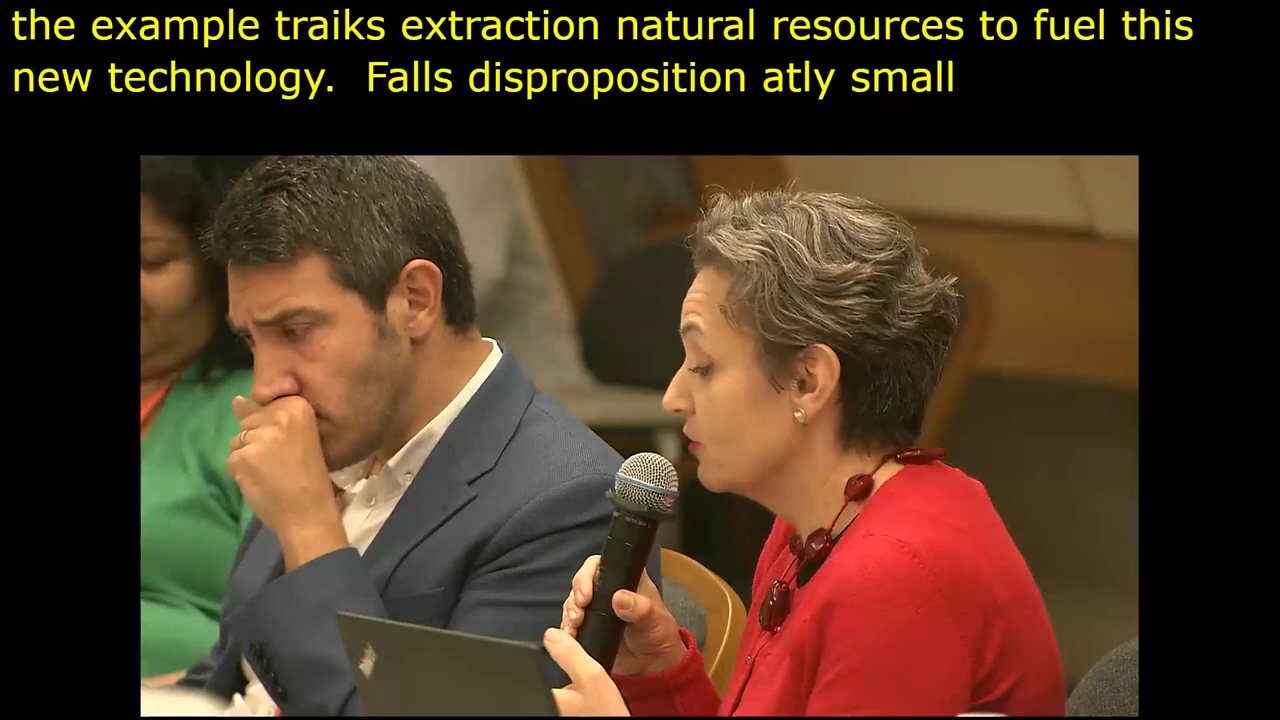 the example traiks extraction natural resources to fuel this
new technology.  Falls disproposition atly small